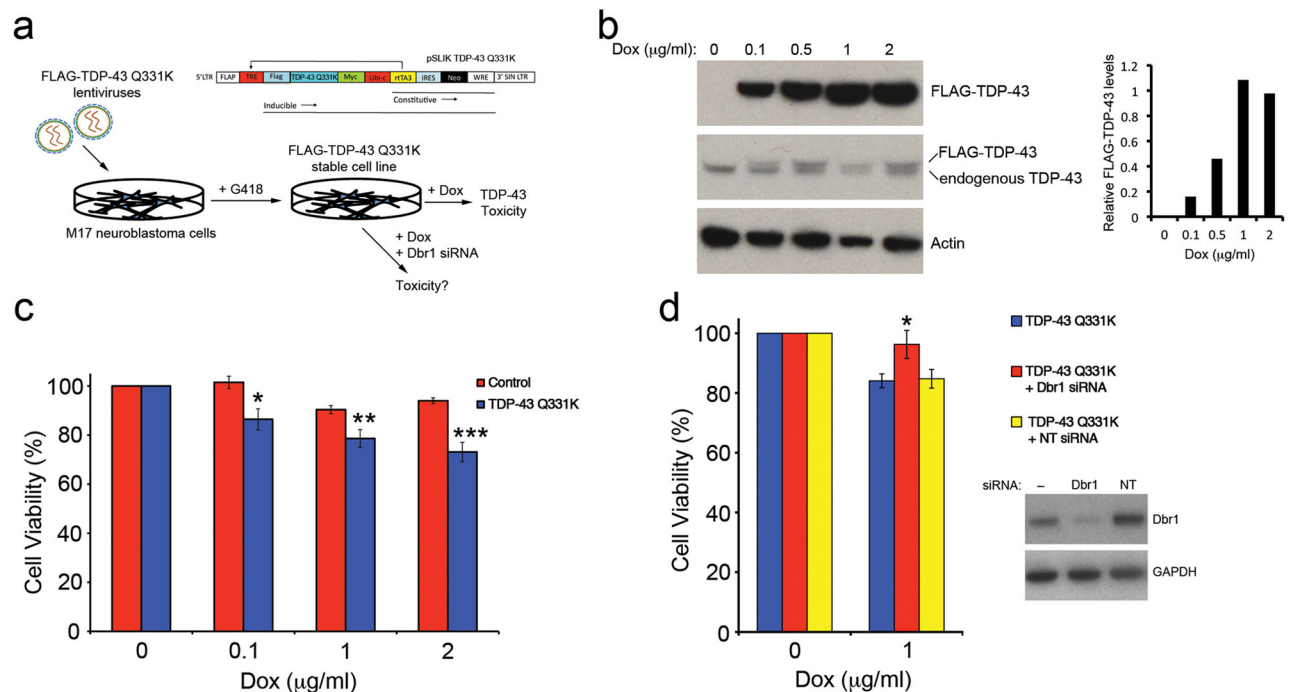 a
FLAG-TDP-43 Q331K
lentiviruses
pSLIK TDP-43 Q331K
5'LTR FLAP TRE Flag TDP-43 Q331K Myc Ubi-c rtTA3 IRES Neo WRE 3' SIN LTR
Inducible
Constitutive
FLAG-TDP-43 Q331K
stable cell line
+ G418
+ Dox
TDP-43
Toxicity
M17 neuroblastoma cells
+ Dox
+ Dbr1 siRNA
Toxicity?
b
Dox (µg/ml): 0 0.1 0.5 1 2
FLAG-TDP-43
FLAG-TDP-43
endogenous TDP-43
Actin
Relative FLAG-TDP-43 levels
1.2
1
0.8
0.6
0.4
0.2
0
0 0.1 0.5 1 2
Dox (µg/ml)
c
Cell Viability (%)
100
80
60
40
20
0
Control
TDP-43 Q331K
* ** ***
0 0.1 1 2
Dox (µg/ml)
d
Cell Viability (%)
100
80
60
40
20
0
*
0 1
Dox (µg/ml)
TDP-43 Q331K
TDP-43 Q331K
+ Dbr1 siRNA
TDP-43 Q331K
+ NT siRNA
siRNA: – Dbr1 NT
Dbr1
GAPDH